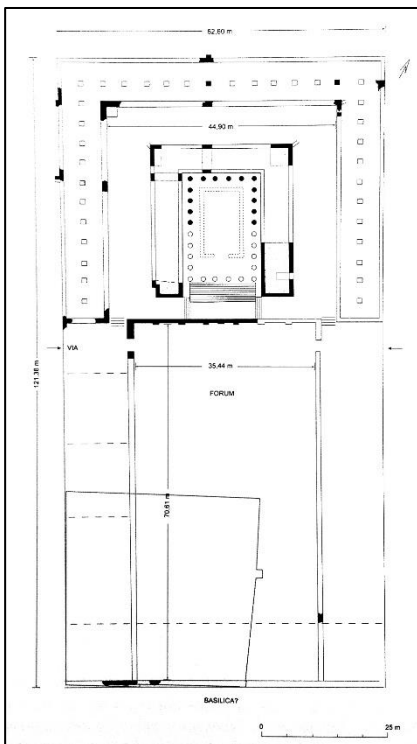 62,60 m
44,90 m
VIA
35,44 m
FORUM
121,38 m
70,61 m
BASILICA?
0 25 m